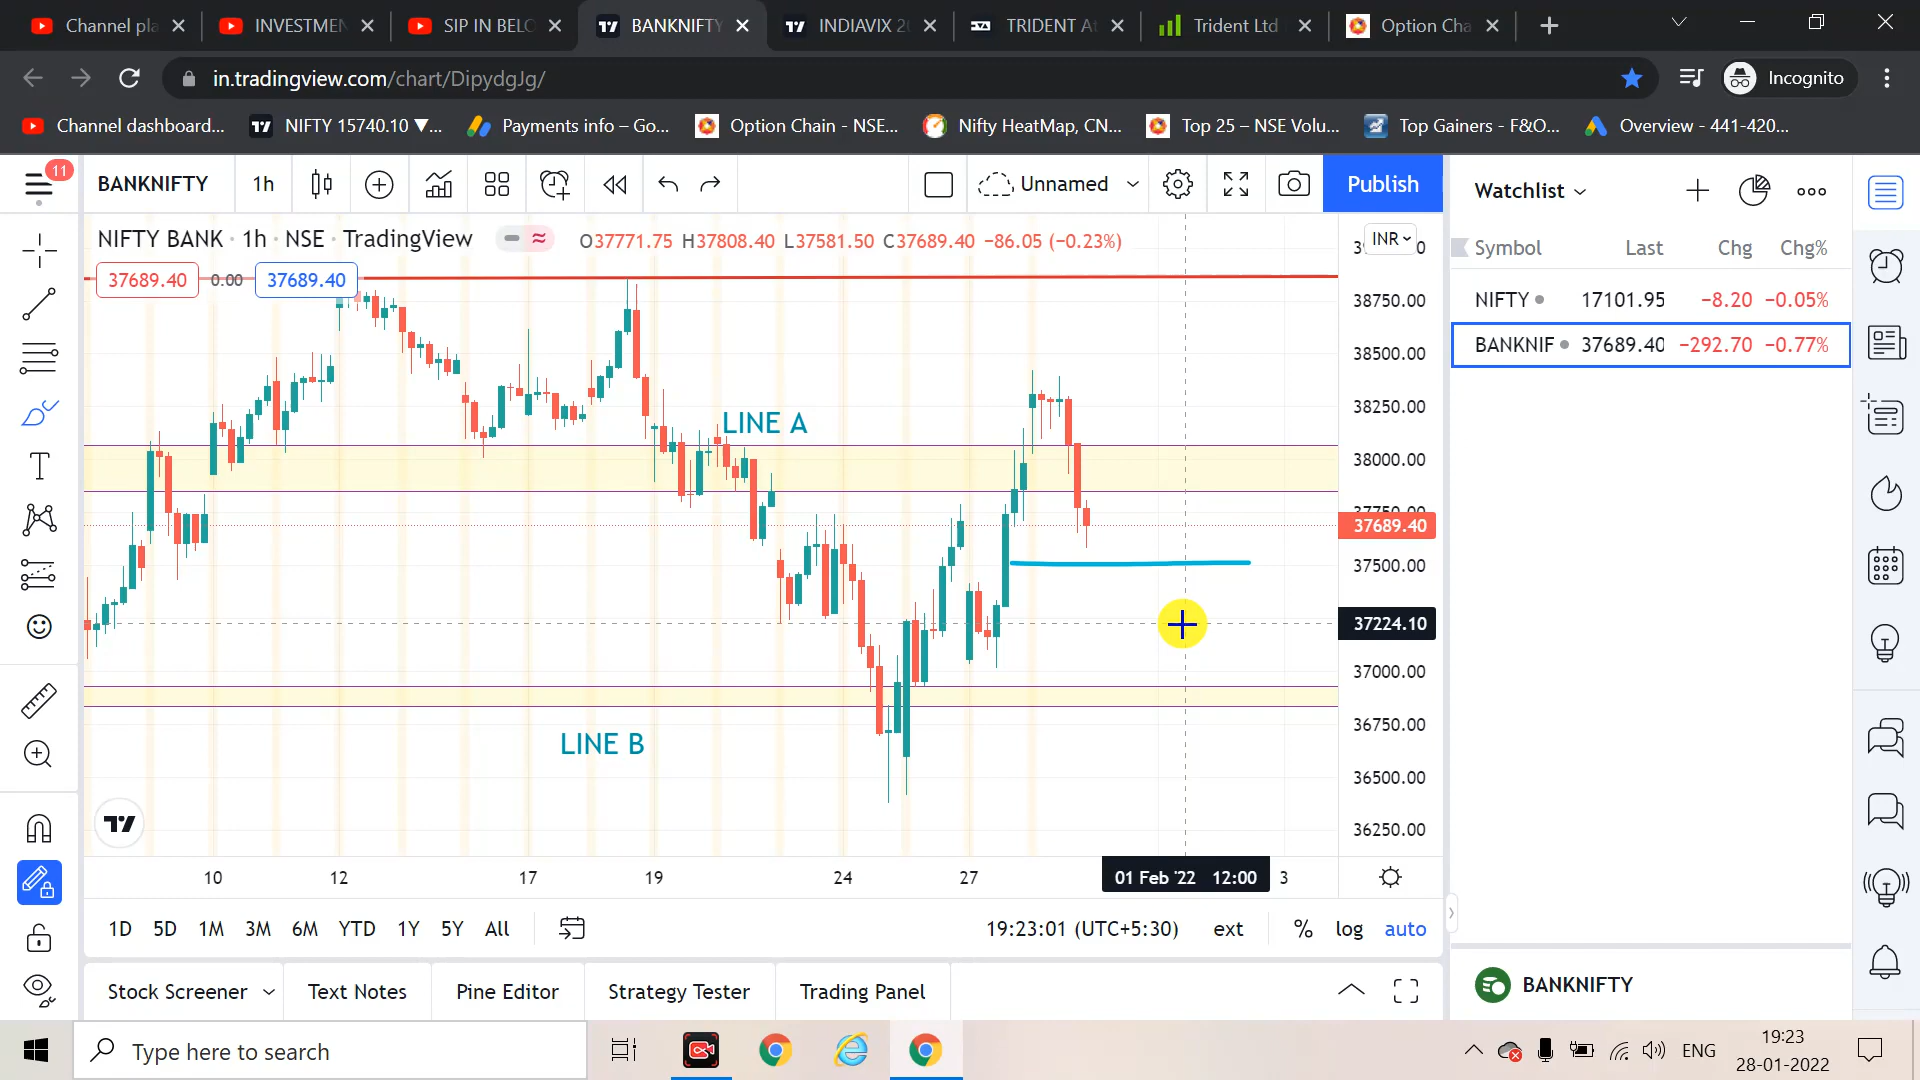 Channel pla
INVESTMEN
SIP IN BELO
BANKNIFTY
INDIAVIX 2
TRIDENT A
Trident Ltd
Option Cha
in.tradingview.com/chart/DipydgJg/
Incognito
Channel dashboard...
NIFTY 15740.10 ▼...
Payments info – Go...
Option Chain - NSE...
Nifty HeatMap, CN...
Top 25 – NSE Volu...
Top Gainers - F&O...
Overview - 441-420...
11
BANKNIFTY
1h
Unnamed
Publish
Watchlist
NIFTY BANK · 1h · NSE · TradingView
O37771.75 H37808.40 L37581.50 C37689.40 −86.05 (−0.23%)
INR
Symbol Last Chg Chg%
37689.40 0.00 37689.40
NIFTY 17101.95 −8.20 −0.05%
BANKNIF 37689.40 −292.70 −0.77%
38750.00
38500.00
38250.00
38000.00
37689.40
37500.00
37224.10
37000.00
36750.00
36500.00
36250.00
LINE A
LINE B
10 12 17 19 24 27 01 Feb '22 12:00 3
1D 5D 1M 3M 6M YTD 1Y 5Y All
19:23:01 (UTC+5:30) ext % log auto
Stock Screener
Text Notes
Pine Editor
Strategy Tester
Trading Panel
BANKNIFTY
Type here to search
ENG
19:23
28-01-2022